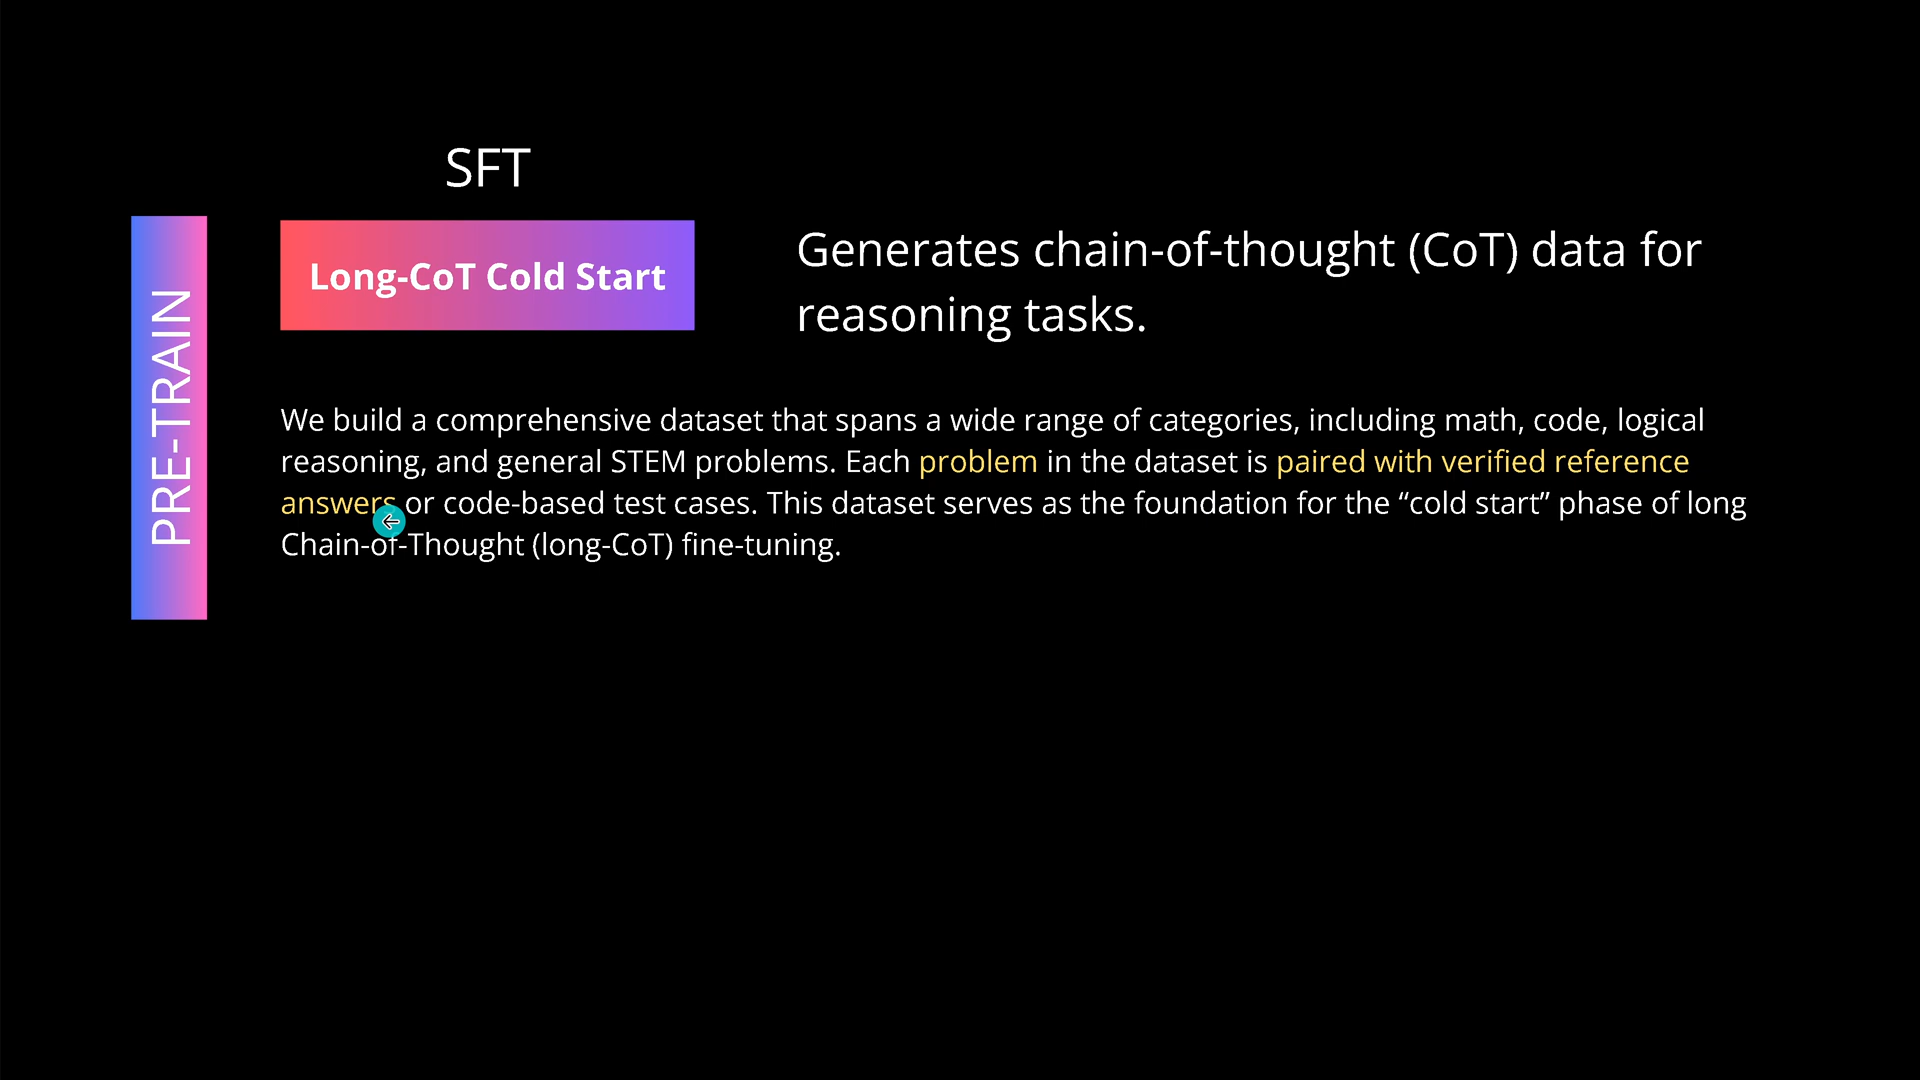 SFT
PRE-TRAIN
Long-CoT Cold Start
Generates chain-of-thought (CoT) data for
reasoning tasks.
We build a comprehensive dataset that spans a wide range of categories, including math, code, logical
reasoning, and general STEM problems. Each problem in the dataset is paired with verified reference
answers or code-based test cases. This dataset serves as the foundation for the “cold start” phase of long
Chain-of-Thought (long-CoT) fine-tuning.